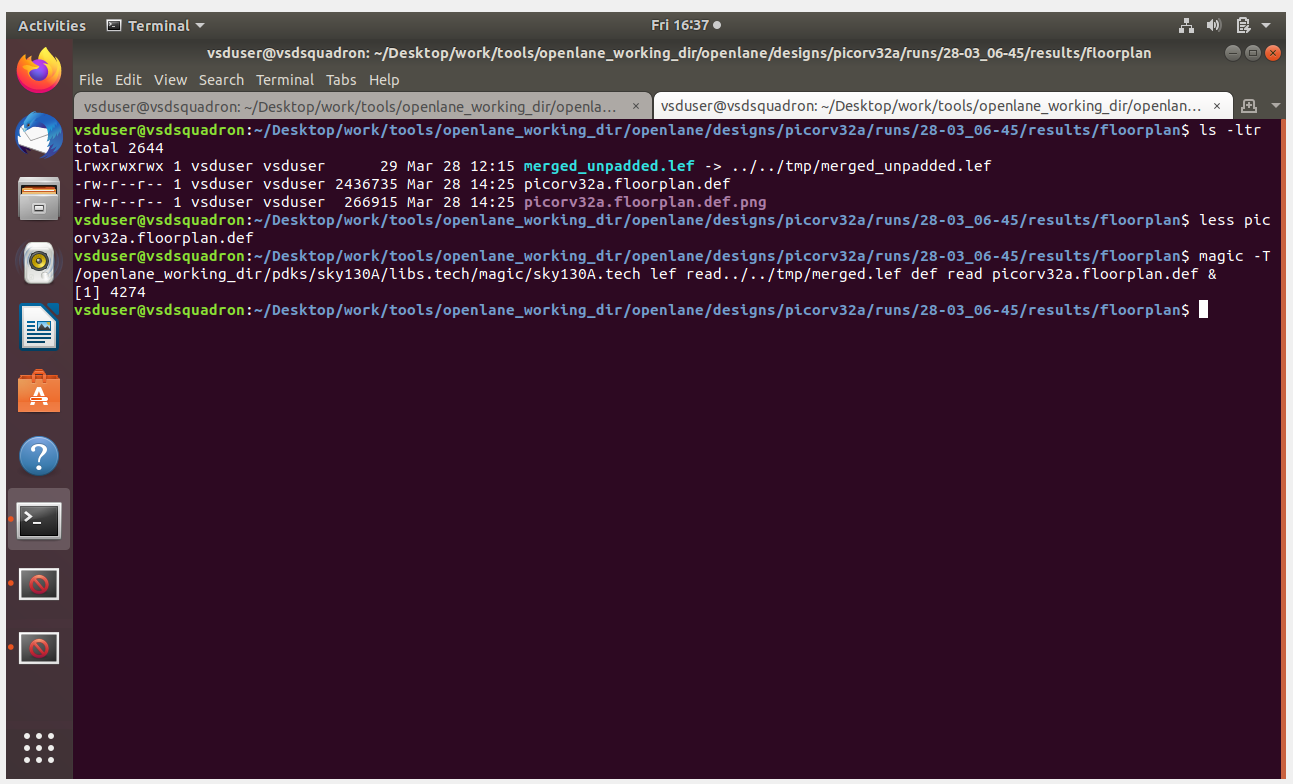 Activities Terminal Fri 16:37
vsduser@vsdsquadron: ~/Desktop/work/tools/openlane_working_dir/openlane/designs/picorv32a/runs/28-03_06-45/results/floorplan
File Edit View Search Terminal Tabs Help
vsduser@vsdsquadron: ~/Desktop/work/tools/openlane_working_dir/openla... × vsduser@vsdsquadron: ~/Desktop/work/tools/openlane_working_dir/openlan... ×
vsduser@vsdsquadron:~/Desktop/work/tools/openlane_working_dir/openlane/designs/picorv32a/runs/28-03_06-45/results/floorplan$ ls -ltr
total 2644
lrwxrwxrwx 1 vsduser vsduser      29 Mar 28 12:15 merged_unpadded.lef -> ../../tmp/merged_unpadded.lef
-rw-r--r-- 1 vsduser vsduser 2436735 Mar 28 14:25 picorv32a.floorplan.def
-rw-r--r-- 1 vsduser vsduser  266915 Mar 28 14:25 picorv32a.floorplan.def.png
vsduser@vsdsquadron:~/Desktop/work/tools/openlane_working_dir/openlane/designs/picorv32a/runs/28-03_06-45/results/floorplan$ less pic
orv32a.floorplan.def
vsduser@vsdsquadron:~/Desktop/work/tools/openlane_working_dir/openlane/designs/picorv32a/runs/28-03_06-45/results/floorplan$ magic -T
/openlane_working_dir/pdks/sky130A/libs.tech/magic/sky130A.tech lef read../../tmp/merged.lef def read picorv32a.floorplan.def &
[1] 4274
vsduser@vsdsquadron:~/Desktop/work/tools/openlane_working_dir/openlane/designs/picorv32a/runs/28-03_06-45/results/floorplan$